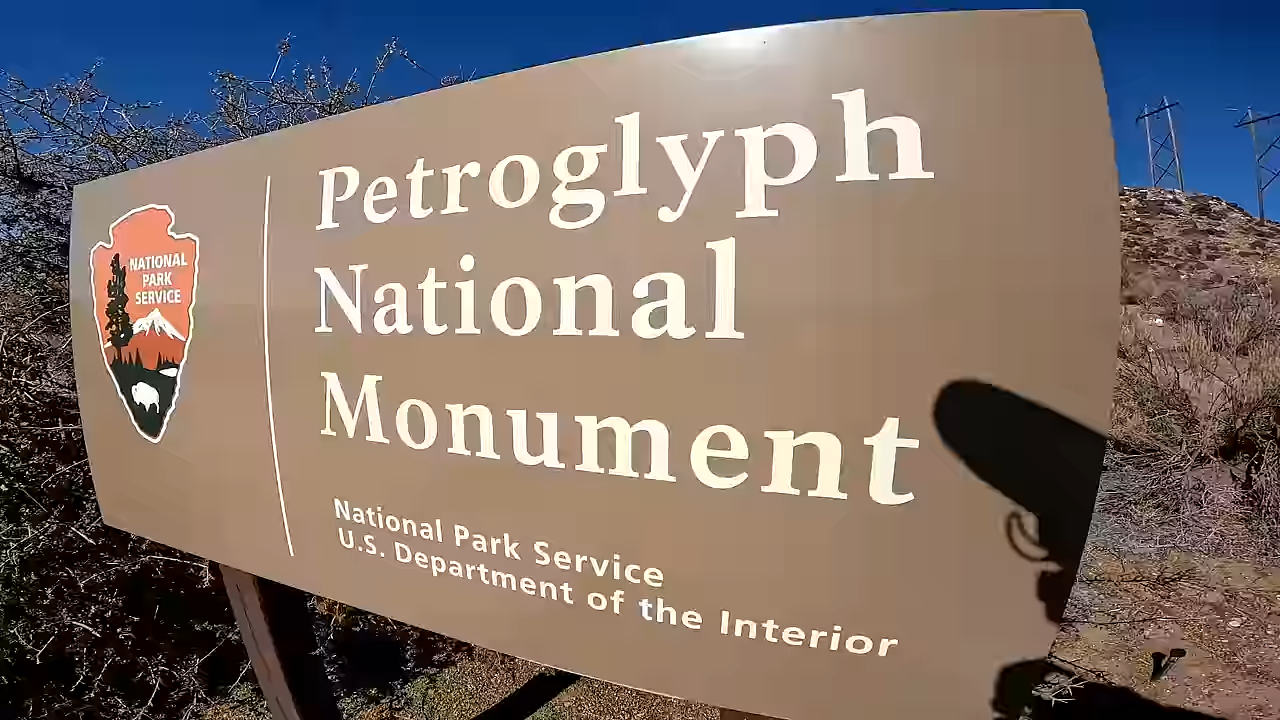 NATIONAL
PARK
SERVICE
Petroglyph
National
Monument
National Park Service
U.S. Department of the Interior